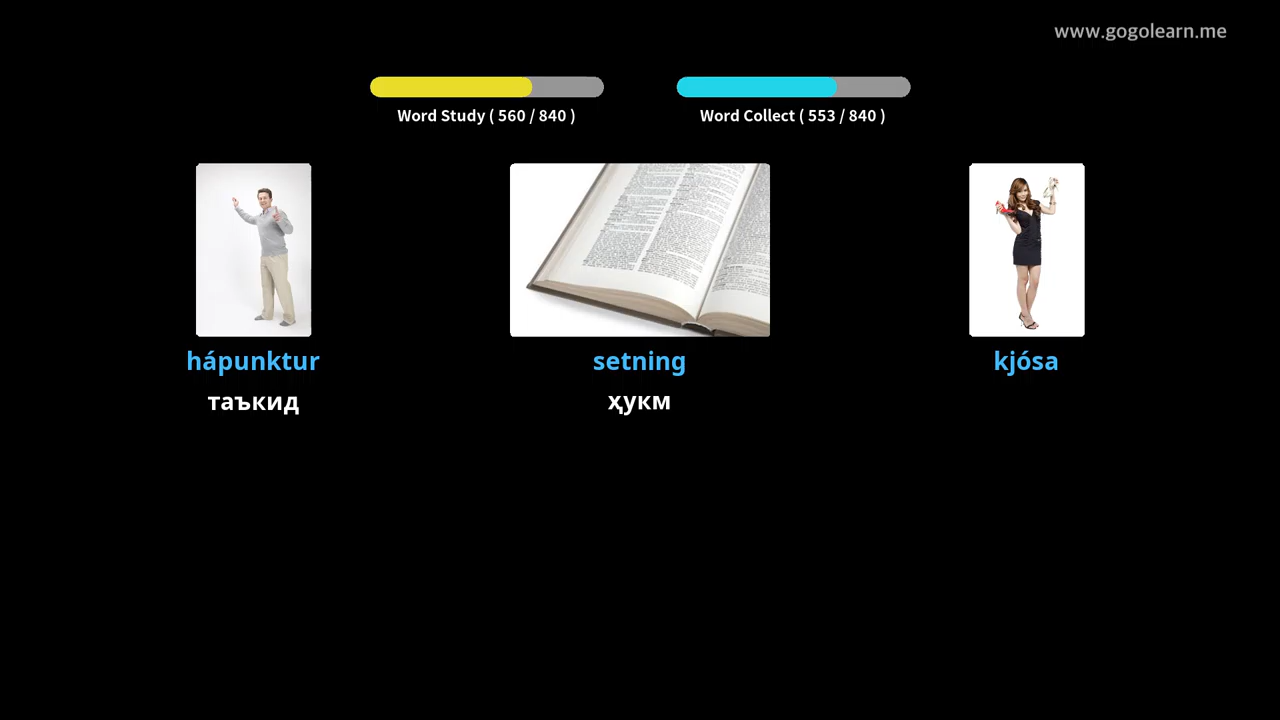 www.gogolearn.me
Word Study ( 560 / 840 )
Word Collect ( 553 / 840 )
hápunktur
setning
kjósa
таъкид
ҳукм